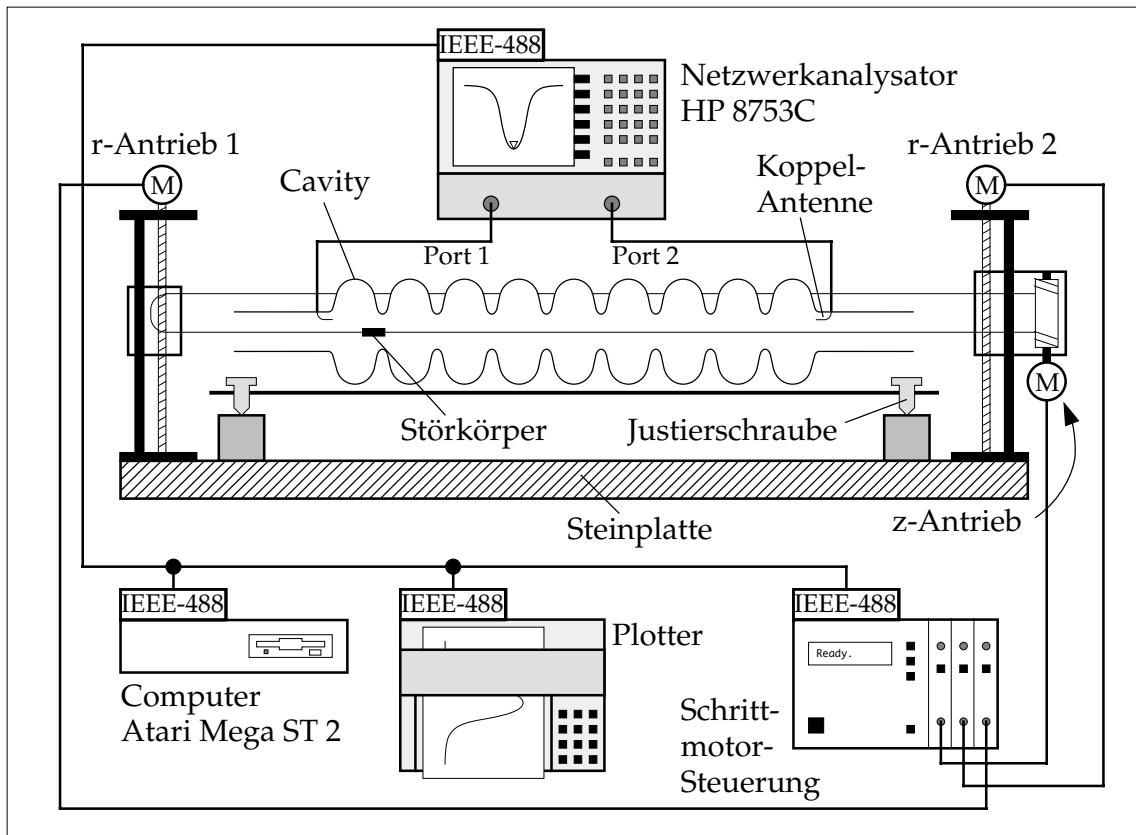 IEEE-488
Netzwerkanalysator
HP 8753C
r-Antrieb 1
r-Antrieb 2
M
M
Cavity
Koppel-
Antenne
Port 1
Port 2
M
Störkörper
Justierschraube
Steinplatte
z-Antrieb
IEEE-488
IEEE-488
IEEE-488
Computer
Atari Mega ST 2
Plotter
Ready.
Schritt-
motor-
Steuerung